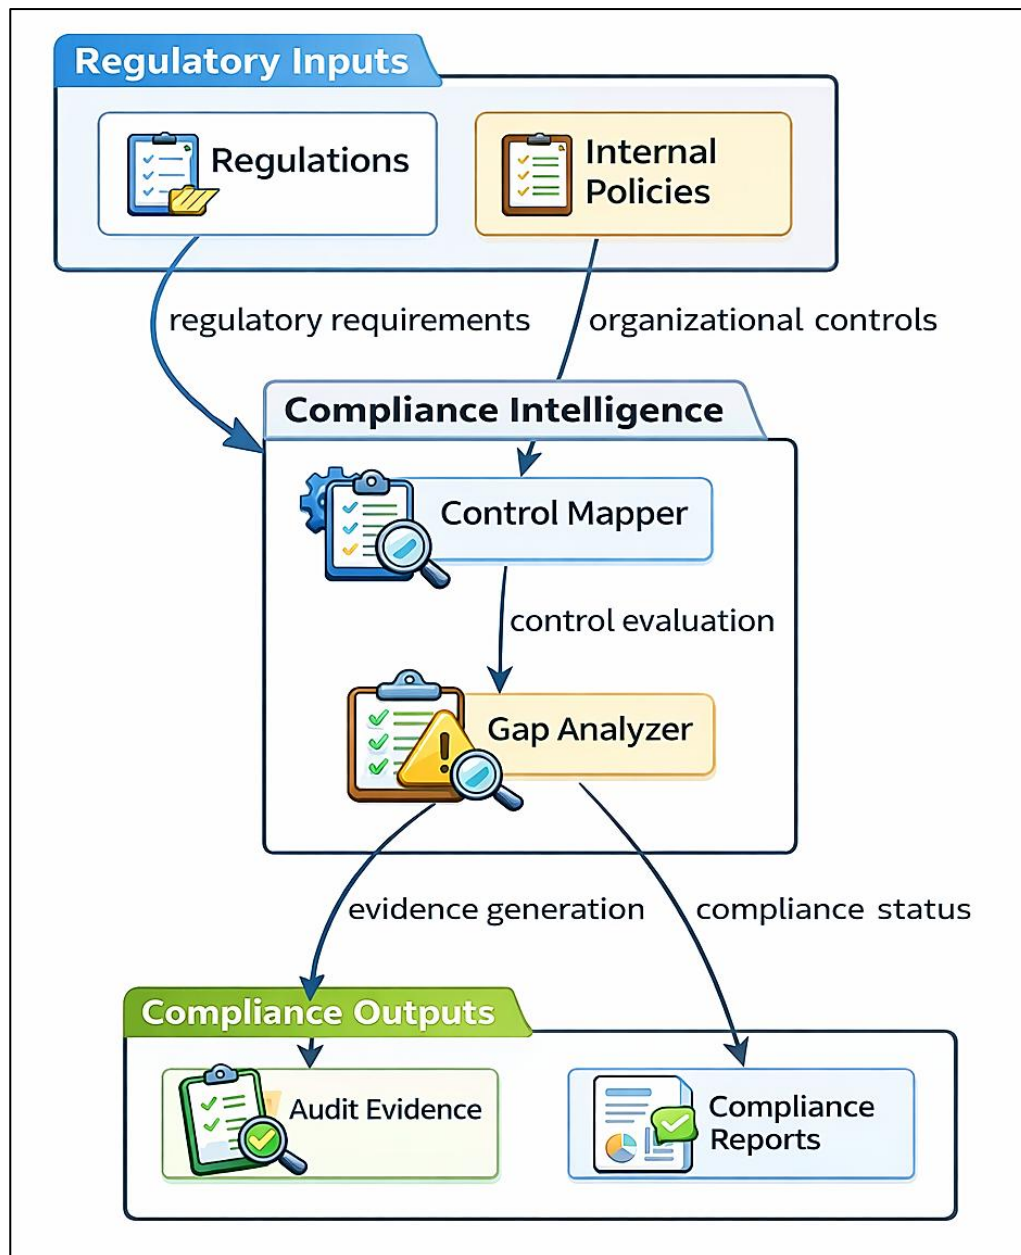 Regulatory Inputs
Regulations
Internal
Policies
regulatory requirements
organizational controls
Compliance Intelligence
Control Mapper
control evaluation
Gap Analyzer
evidence generation
compliance status
Compliance Outputs
Audit Evidence
Compliance
Reports